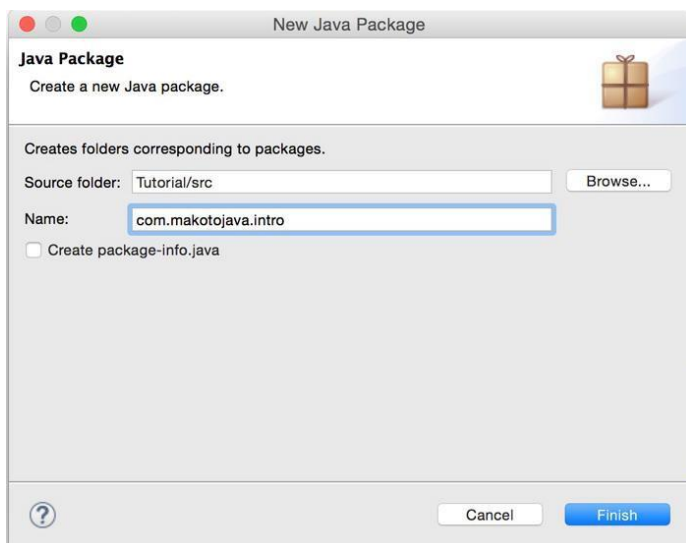 New Java Package
Java Package
Create a new Java package.
Creates folders corresponding to packages.
Source folder: Tutorial/src Browse...
Name: com.makotojava.intro
Create package-info.java
? Cancel Finish